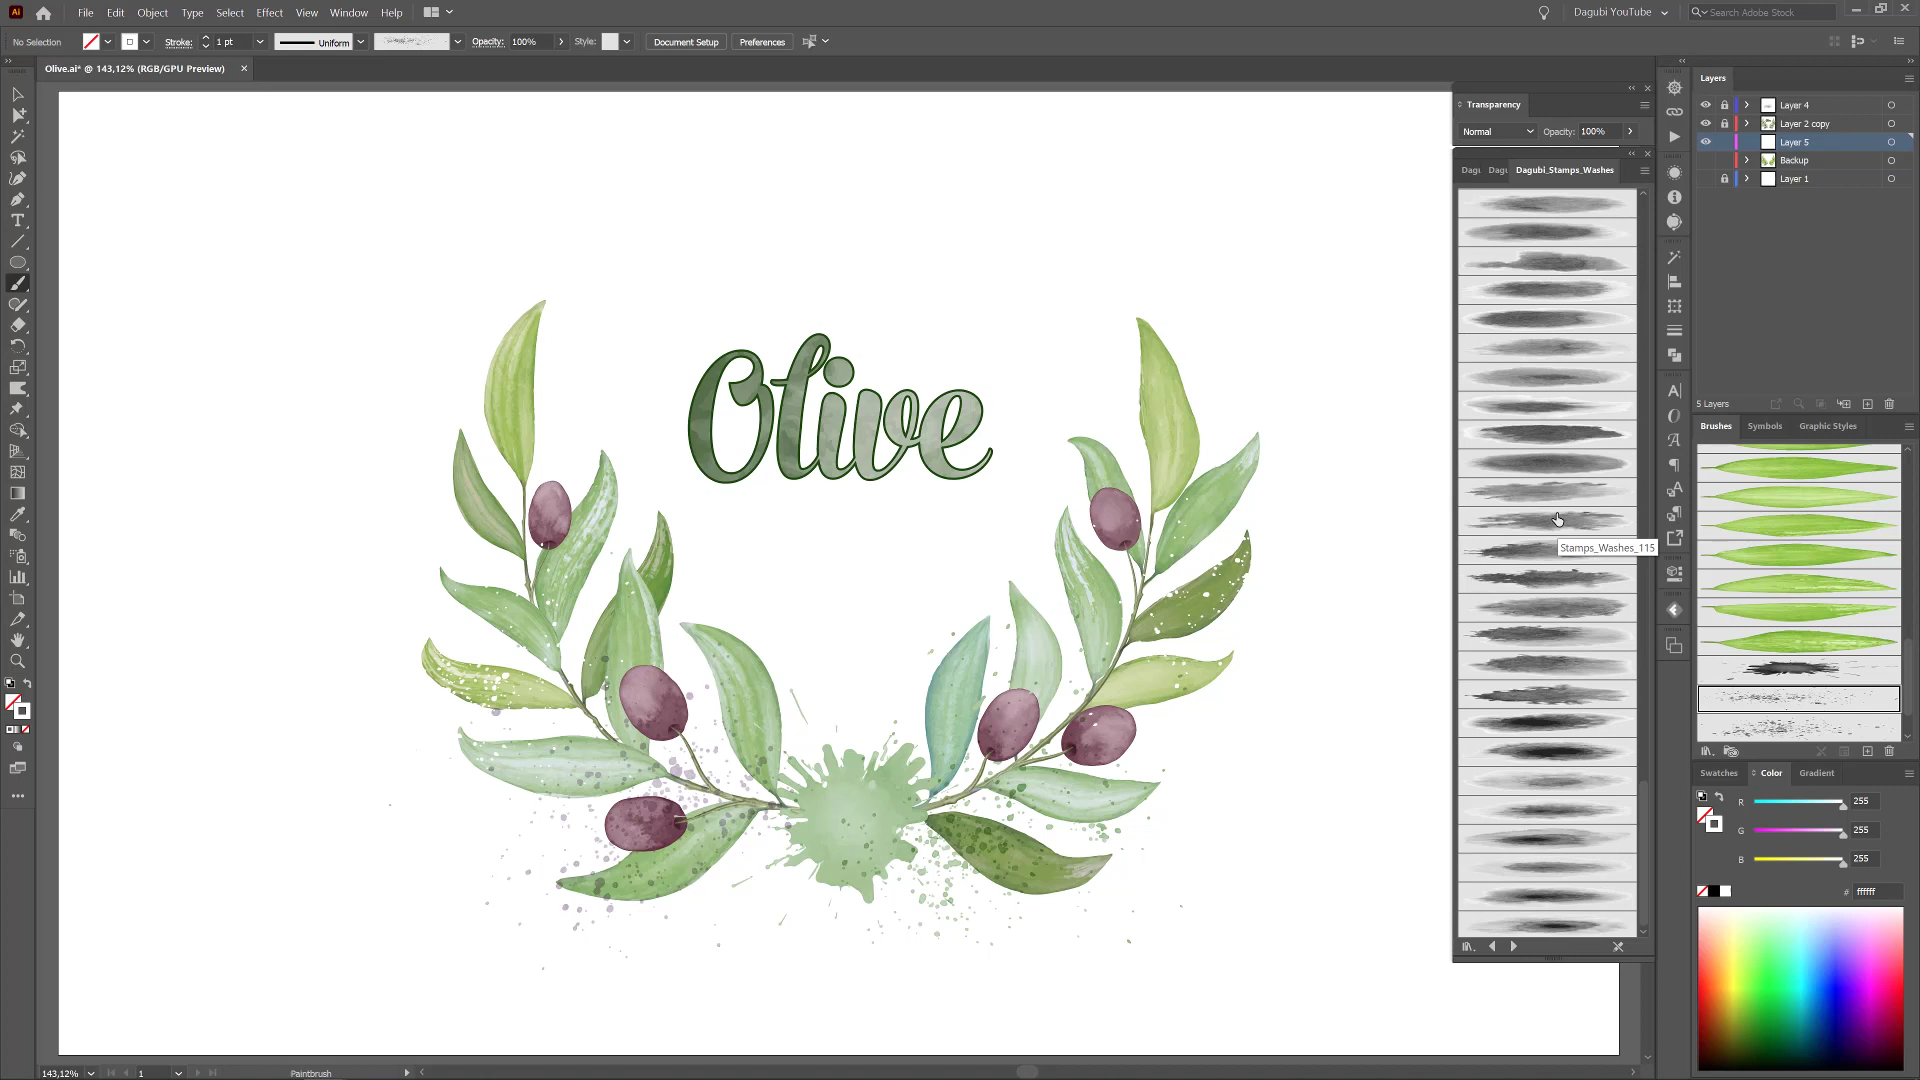 Ai File Edit Object Type Select Effect View Window Help Dagubi YouTube Search Adobe Stock
No Selection Stroke: 1 pt Uniform Opacity: 100% Style: Document Setup Preferences
Olive.ai* @ 143,12% (RGB/GPU Preview)
Layers
Transparency
Layer 4
Layer 2 copy
Normal Opacity: 100%
Layer 5
Backup
Dagu Dagu Dagubi_Stamps_Washes
Layer 1
Olive
5 Layers
Brushes Symbols Graphic Styles
Stamps_Washes_115
Swatches Color Gradient
R 255
G 255
B 255
# ffffff
143,12% 1 Paintbrush